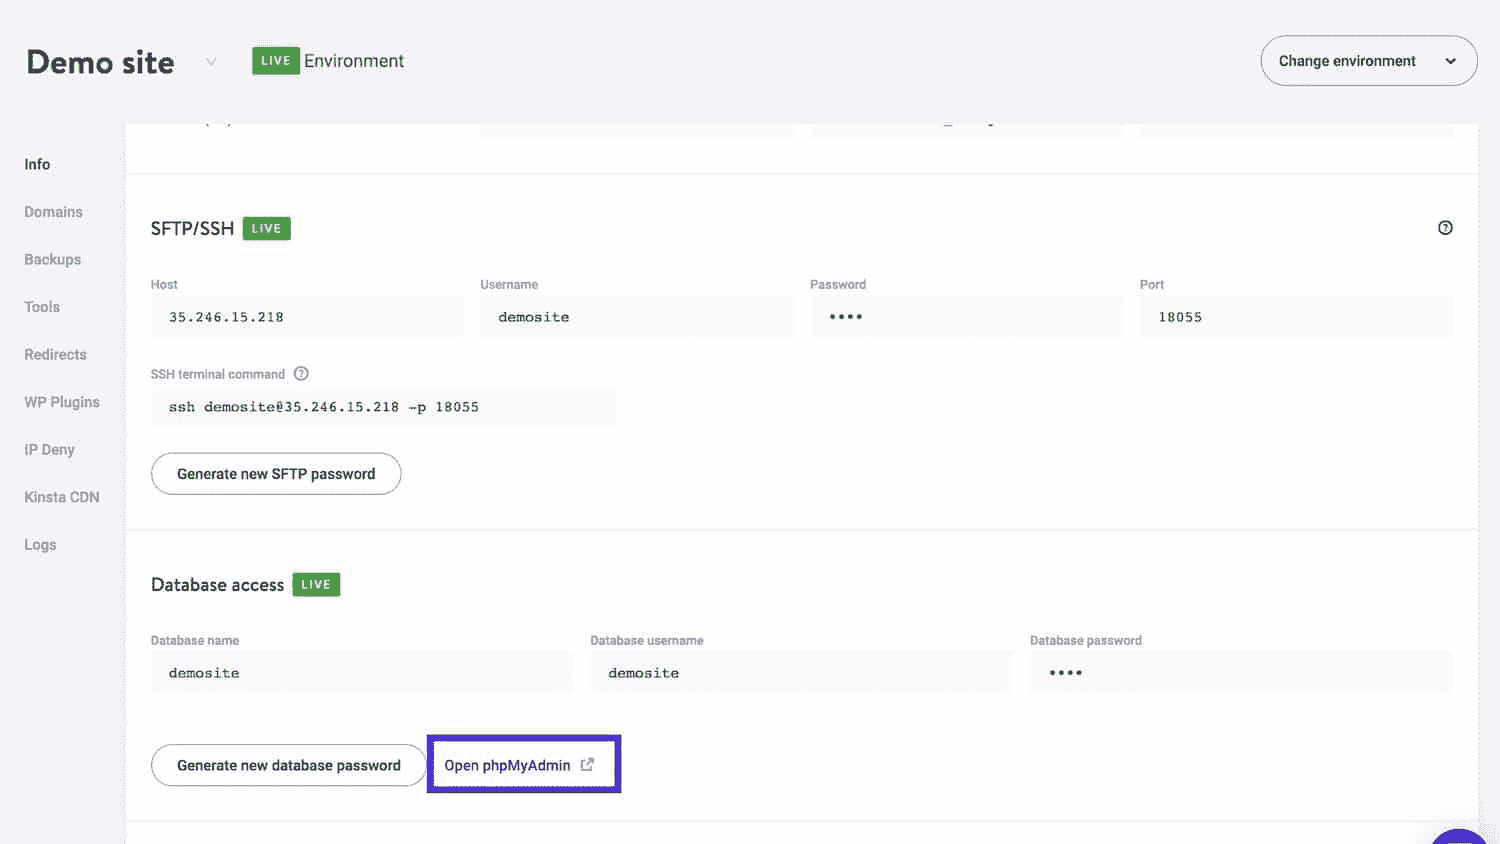 Demo site
LIVE Environment
Change environment
Info
Domains
Backups
Tools
Redirects
WP Plugins
IP Deny
Kinsta CDN
Logs
SFTP/SSH LIVE
Host Username Password Port
35.246.15.218 demosite •••• 18055
SSH terminal command
ssh demosite@35.246.15.218 -p 18055
Generate new SFTP password
Database access LIVE
Database name Database username Database password
demosite demosite ••••
Generate new database password Open phpMyAdmin